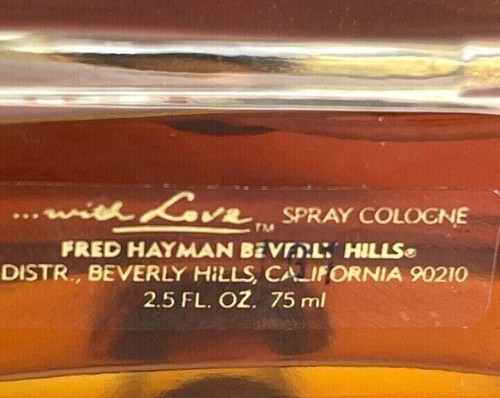 ...with Love™ SPRAY COLOGNE
FRED HAYMAN BEVERLY HILLS®
DISTR., BEVERLY HILLS, CALIFORNIA 90210
2.5 FL. OZ. 75 ml